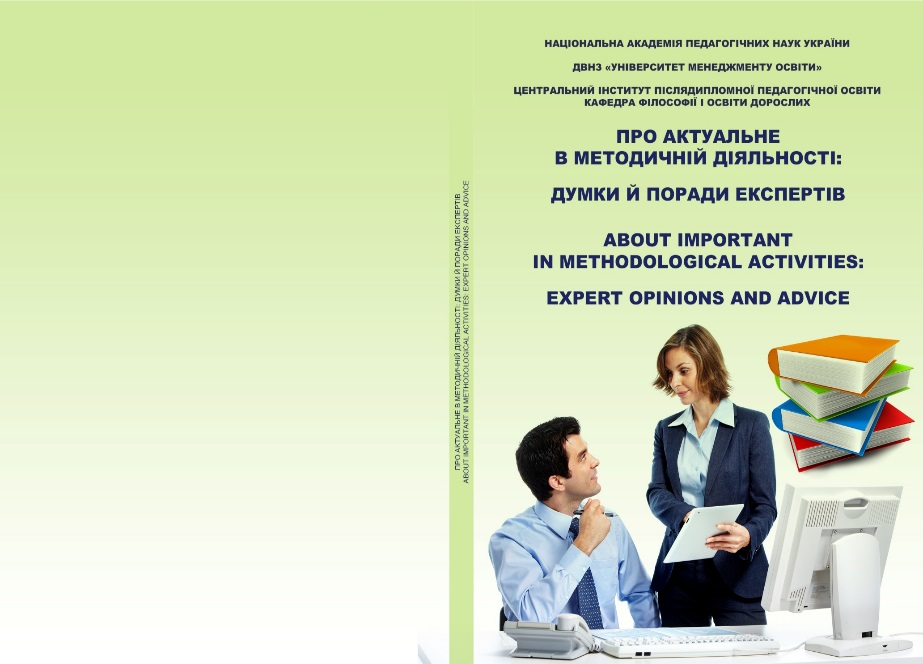 НАЦІОНАЛЬНА АКАДЕМІЯ ПЕДАГОГІЧНИХ НАУК УКРАЇНИ
ДВНЗ «УНІВЕРСИТЕТ МЕНЕДЖМЕНТУ ОСВІТИ»
ЦЕНТРАЛЬНИЙ ІНСТИТУТ ПІСЛЯДИПЛОМНОЇ ПЕДАГОГІЧНОЇ ОСВІТИ
КАФЕДРА ФІЛОСОФІЇ І ОСВІТИ ДОРОСЛИХ
ПРО АКТУАЛЬНЕ
В МЕТОДИЧНІЙ ДІЯЛЬНОСТІ:
ДУМКИ Й ПОРАДИ ЕКСПЕРТІВ
ABOUT IMPORTANT
IN METHODOLOGICAL ACTIVITIES:
EXPERT OPINIONS AND ADVICE
ПРО АКТУАЛЬНЕ В МЕТОДИЧНІЙ ДІЯЛЬНОСТІ: ДУМКИ Й ПОРАДИ ЕКСПЕРТІВ
ABOUT IMPORTANT IN METHODOLOGICAL ACTIVITIES: EXPERT OPINIONS AND ADVICE